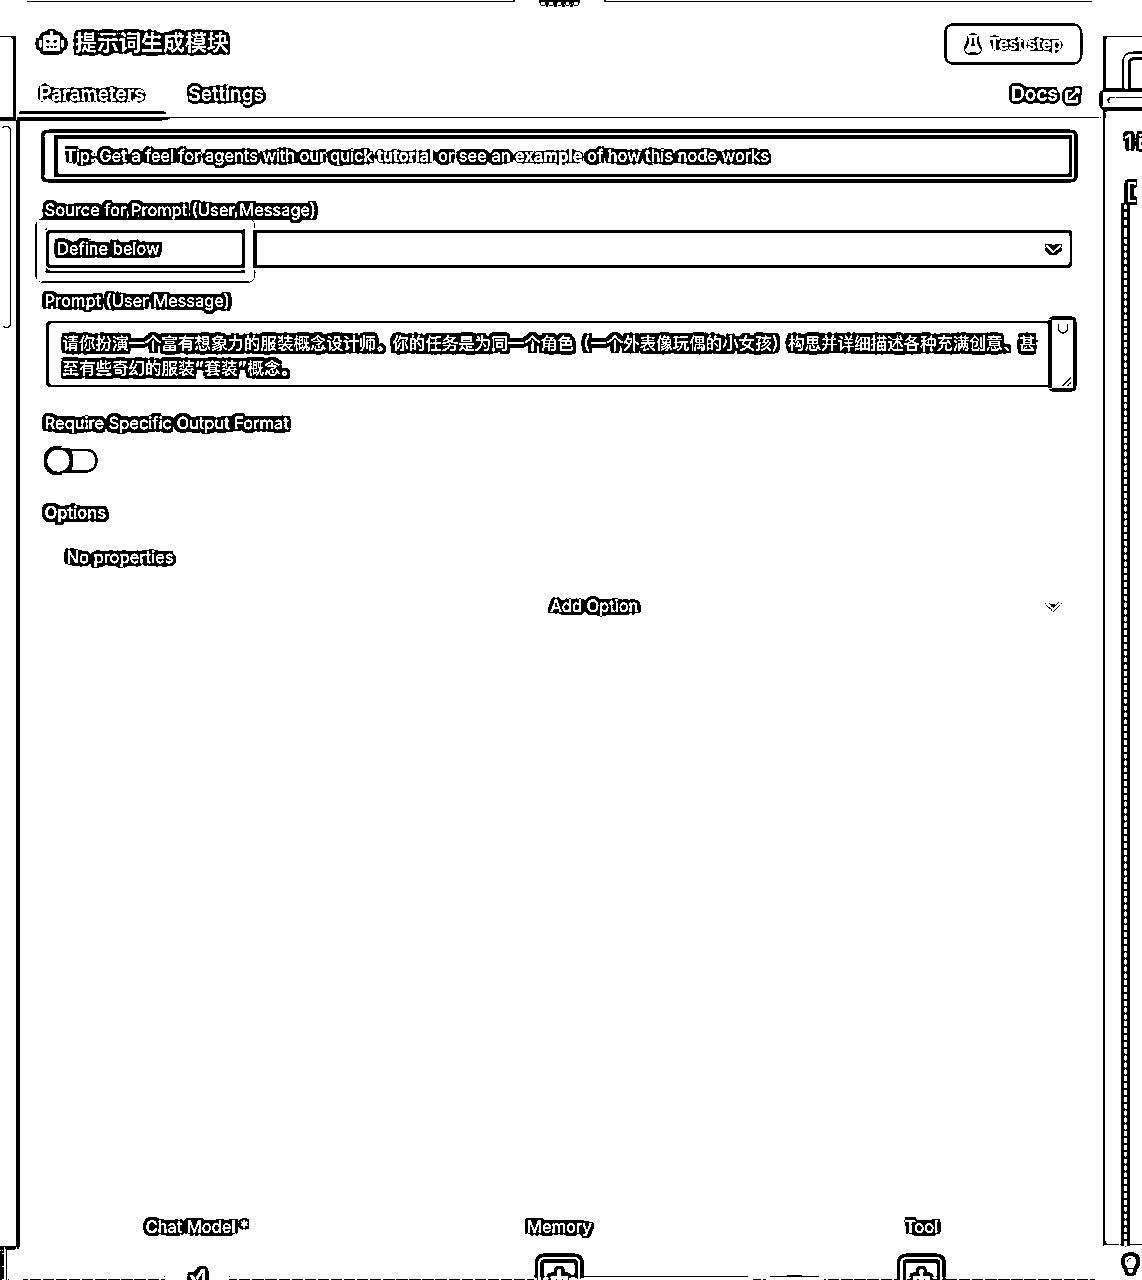 提示词生成模块
Test step
Parameters
Settings
Docs
Tip: Get a feel for agents with our quick tutorial or see an example of how this node works
Source for Prompt (User Message)
Define below
Prompt (User Message)
请你扮演一个富有想象力的服装概念设计师。你的任务是为同一个角色（一个外表像玩偶的小女孩）构思并详细描述各种充满创意、甚
至有些奇幻的服装“套装”概念。
Require Specific Output Format
Options
No properties
Add Option
Chat Model *
Memory
Tool